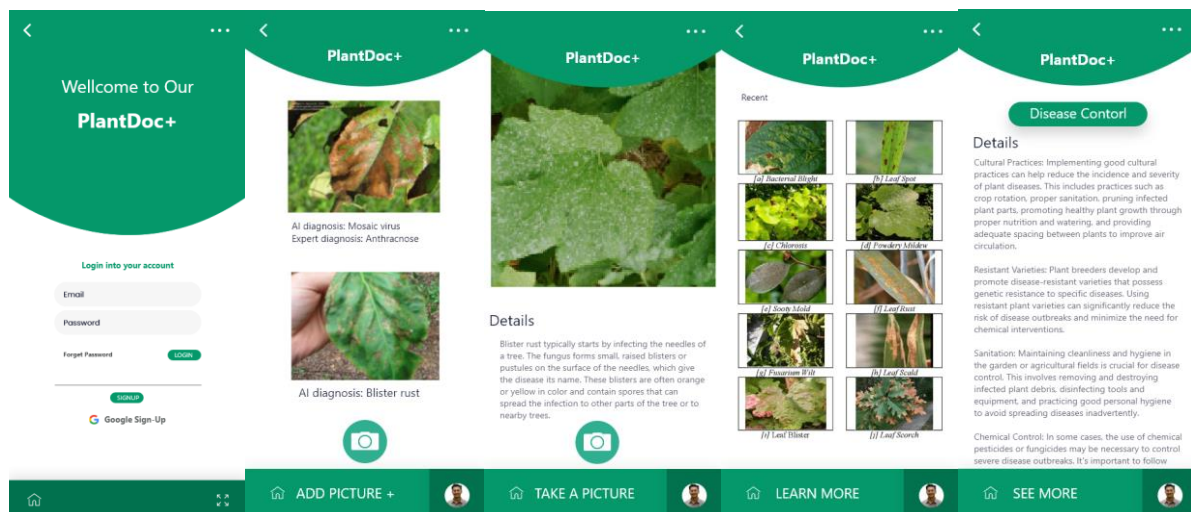 Wellcome to Our
PlantDoc+
Login into your account
Email
Password
Forget Password
LOGIN
SIGNUP
Google Sign-Up
PlantDoc+
AI diagnosis: Mosaic virus
Expert diagnosis: Anthracnose
AI diagnosis: Blister rust
ADD PICTURE +
PlantDoc+
Details
Blister rust typically starts by infecting the needles of
a tree. The fungus forms small, raised blisters or
pustules on the surface of the needles, which give
the disease its name. These blisters are often orange
or yellow in color and contain spores that can
spread the infection to other parts of the tree or to
nearby trees.
TAKE A PICTURE
PlantDoc+
Recent
[a] Bacterial Blight
[b] Leaf Spot
[c] Chlorosis
[df] Powdery Mildew
[e] Sooty Mold
[f] Leaf Rust
[g] Fusarium Wilt
[h] Leaf Scald
Leaf Blister
[j] Leaf Scorch
LEARN MORE
PlantDoc+
Disease Contorl
Details
Cultural Practices: Implementing good cultural
practices can help reduce the incidence and severity
of plant diseases. This includes practices such as
crop rotation, proper sanitation, pruning infected
plant parts, promoting healthy plant growth through
proper nutrition and watering, and providing
adequate spacing between plants to improve air
circulation.
Resistant Varieties: Plant breeders develop and
promote disease-resistant varieties that possess
genetic resistance to specific diseases. Using
resistant plant varieties can significantly reduce the
risk of disease outbreaks and minimize the need for
chemical interventions.
Sanitation: Maintaining cleanliness and hygiene in
the garden or agricultural fields is crucial for disease
control. This involves removing and destroying
infected plant debris, disinfecting tools and
equipment, and practicing good personal hygiene
to avoid spreading diseases inadvertently.
Chemical Control: In some cases, the use of chemical
pesticides or fungicides may be necessary to control
severe disease outbreaks. It's important to follow
SEE MORE